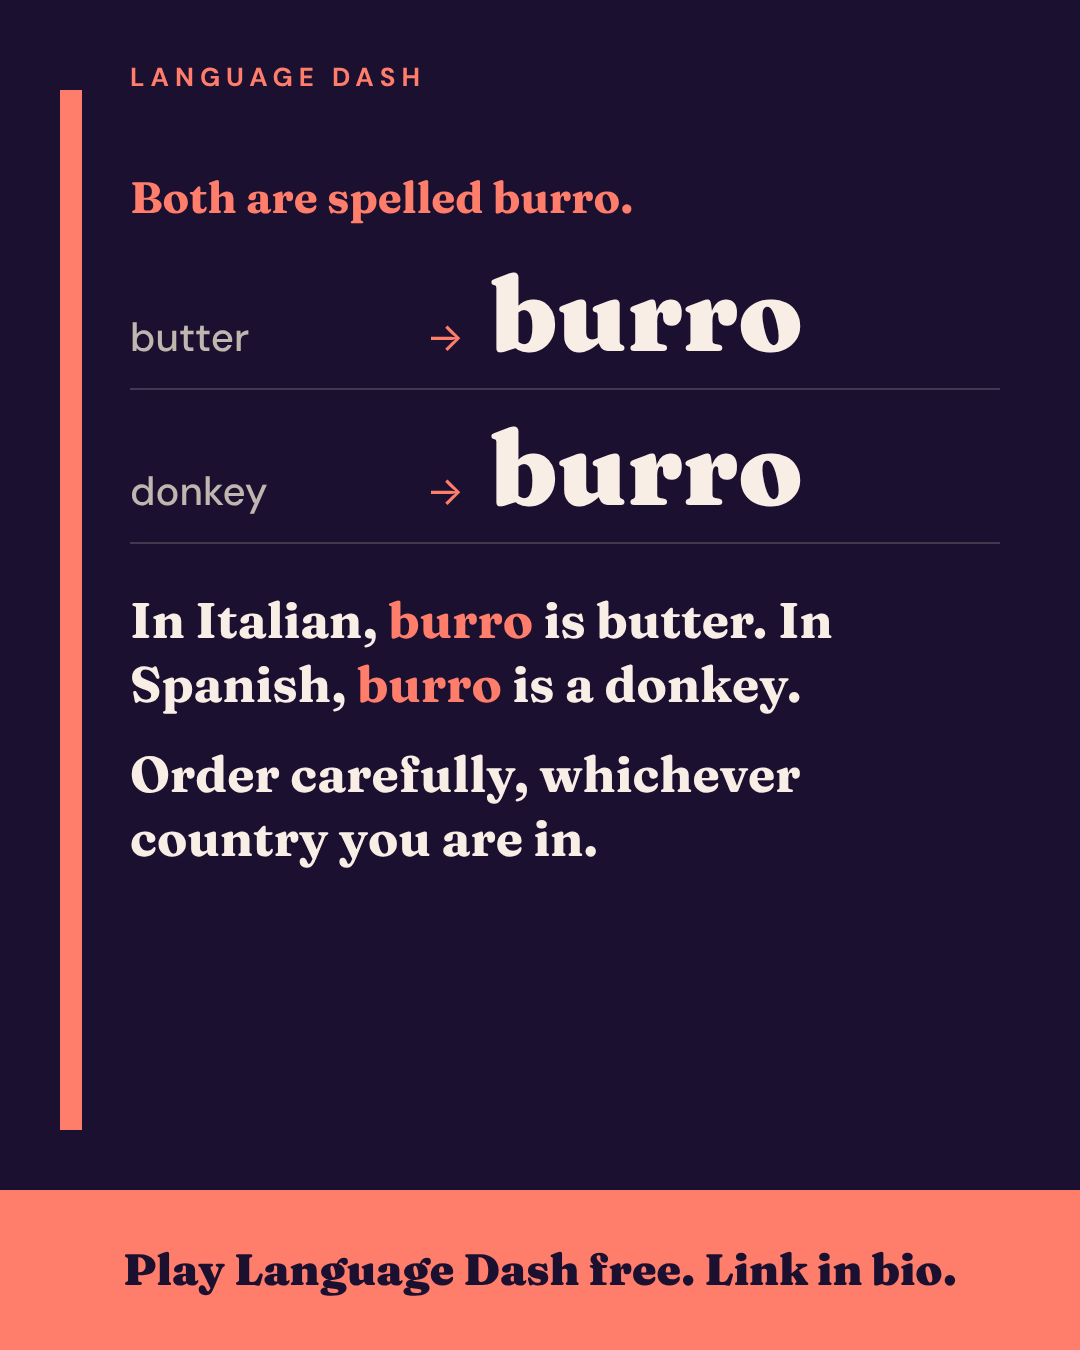 LANGUAGE DASH
Both are spelled burro.
butter → burro
donkey → burro
In Italian, burro is butter. In
Spanish, burro is a donkey.
Order carefully, whichever
country you are in.
Play Language Dash free. Link in bio.